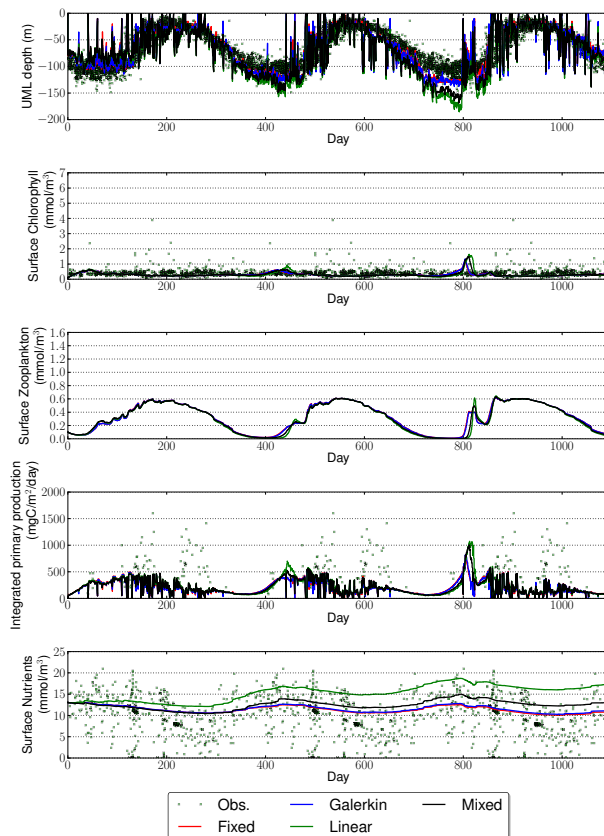 UML depth (m)
0
−50
−100
−150
−200
0 200 400 600 800 1000
Day
Surface Chlorophyll
(mmol/m³)
7
6
5
4
3
2
1
0
0 200 400 600 800 1000
Day
Surface Zooplankton
(mmol/m³)
1.6
1.4
1.2
1.0
0.8
0.6
0.4
0.2
0.0
0 200 400 600 800 1000
Day
Integrated primary production
(mgC/m²/day)
2000
1500
1000
500
0
0 200 400 600 800 1000
Day
Surface Nutrients
(mmol/m³)
25
20
15
10
5
0
0 200 400 600 800 1000
Day
Obs. Galerkin Mixed
Fixed Linear